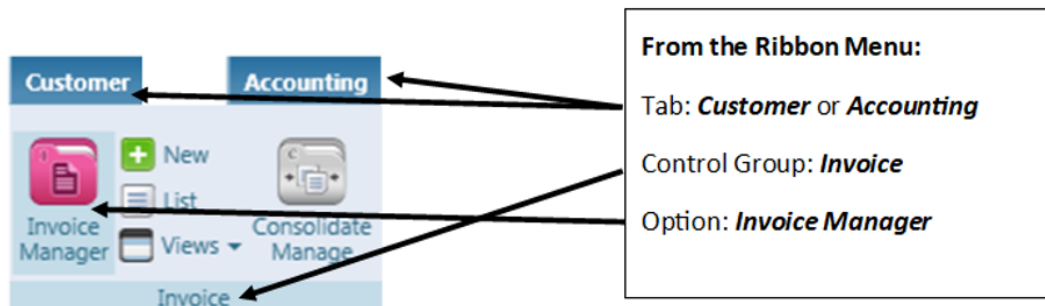 Customer
Accounting
I
New
C
List
Invoice
Manager
Views
Consolidate
Manage
Invoice
From the Ribbon Menu:
Tab: Customer or Accounting
Control Group: Invoice
Option: Invoice Manager